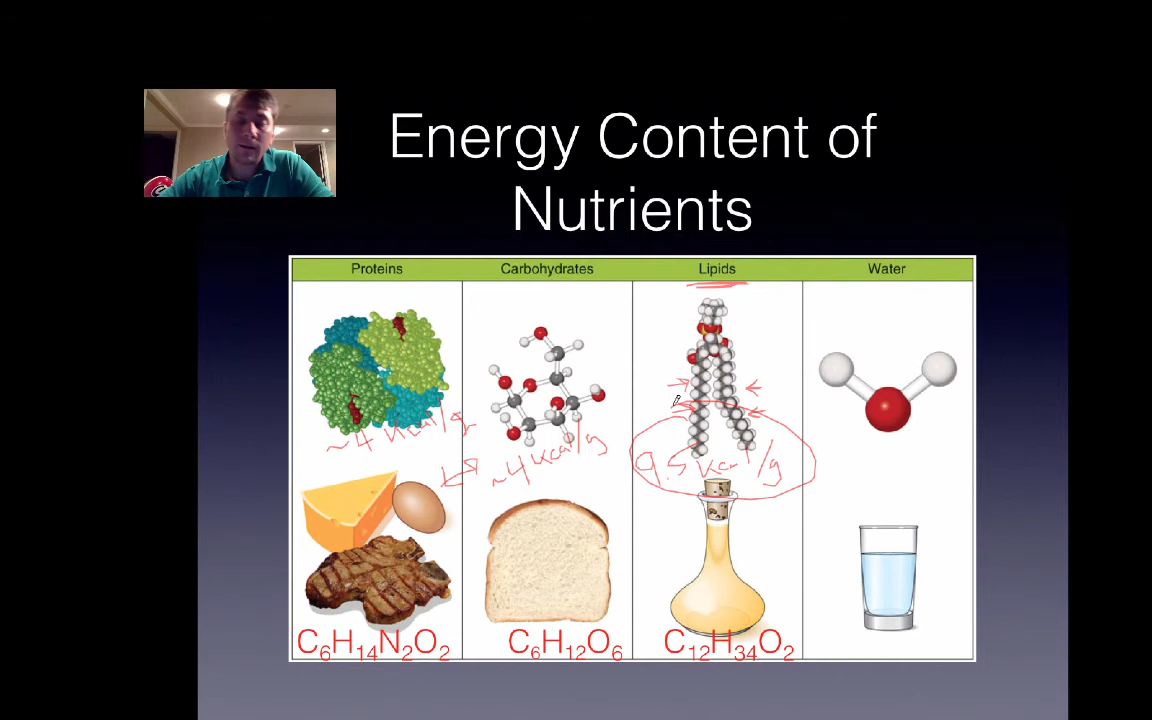 Energy Content of
Nutrients
Proteins Carbohydrates Lipids Water
~4 kcal/g
~4 kcal/g
9.5 kcal/g
C₆H₁₄N₂O₂ C₆H₁₂O₆ C₁₂H₃₄O₂